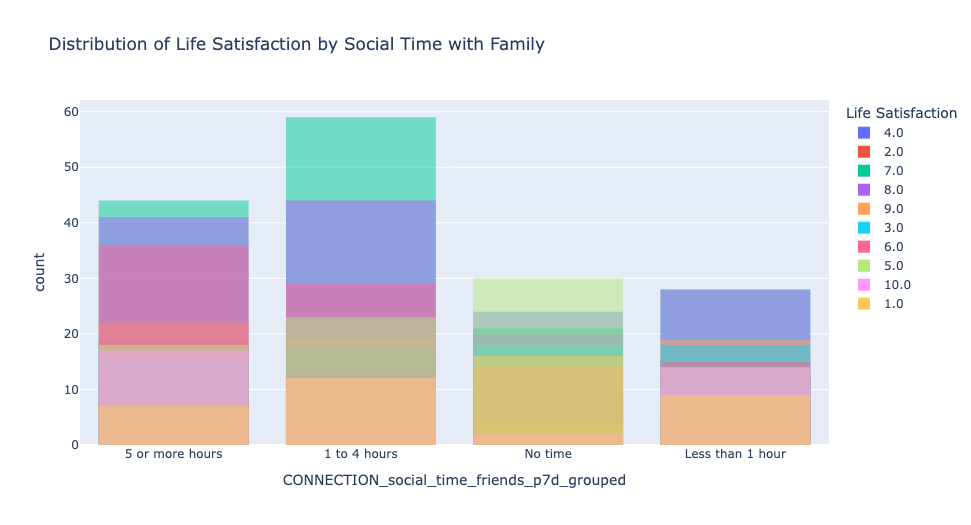 Distribution of Life Satisfaction by Social Time with Family
Life Satisfaction
4.0
2.0
7.0
8.0
9.0
3.0
6.0
5.0
10.0
1.0
60
50
40
30
20
10
0
count
5 or more hours
1 to 4 hours
No time
Less than 1 hour
CONNECTION_social_time_friends_p7d_grouped